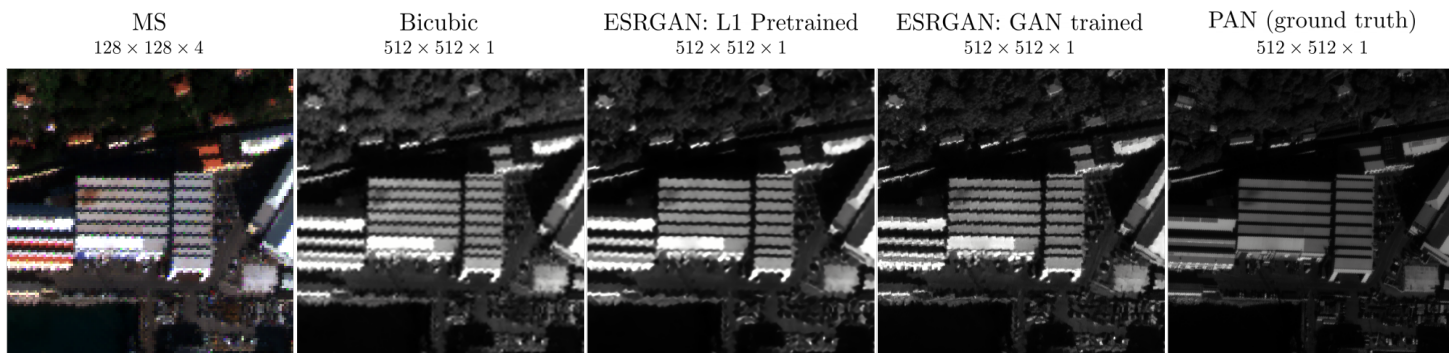 MS
128 × 128 × 4
Bicubic
512 × 512 × 1
ESRGAN: L1 Pretrained
512 × 512 × 1
ESRGAN: GAN trained
512 × 512 × 1
PAN (ground truth)
512 × 512 × 1